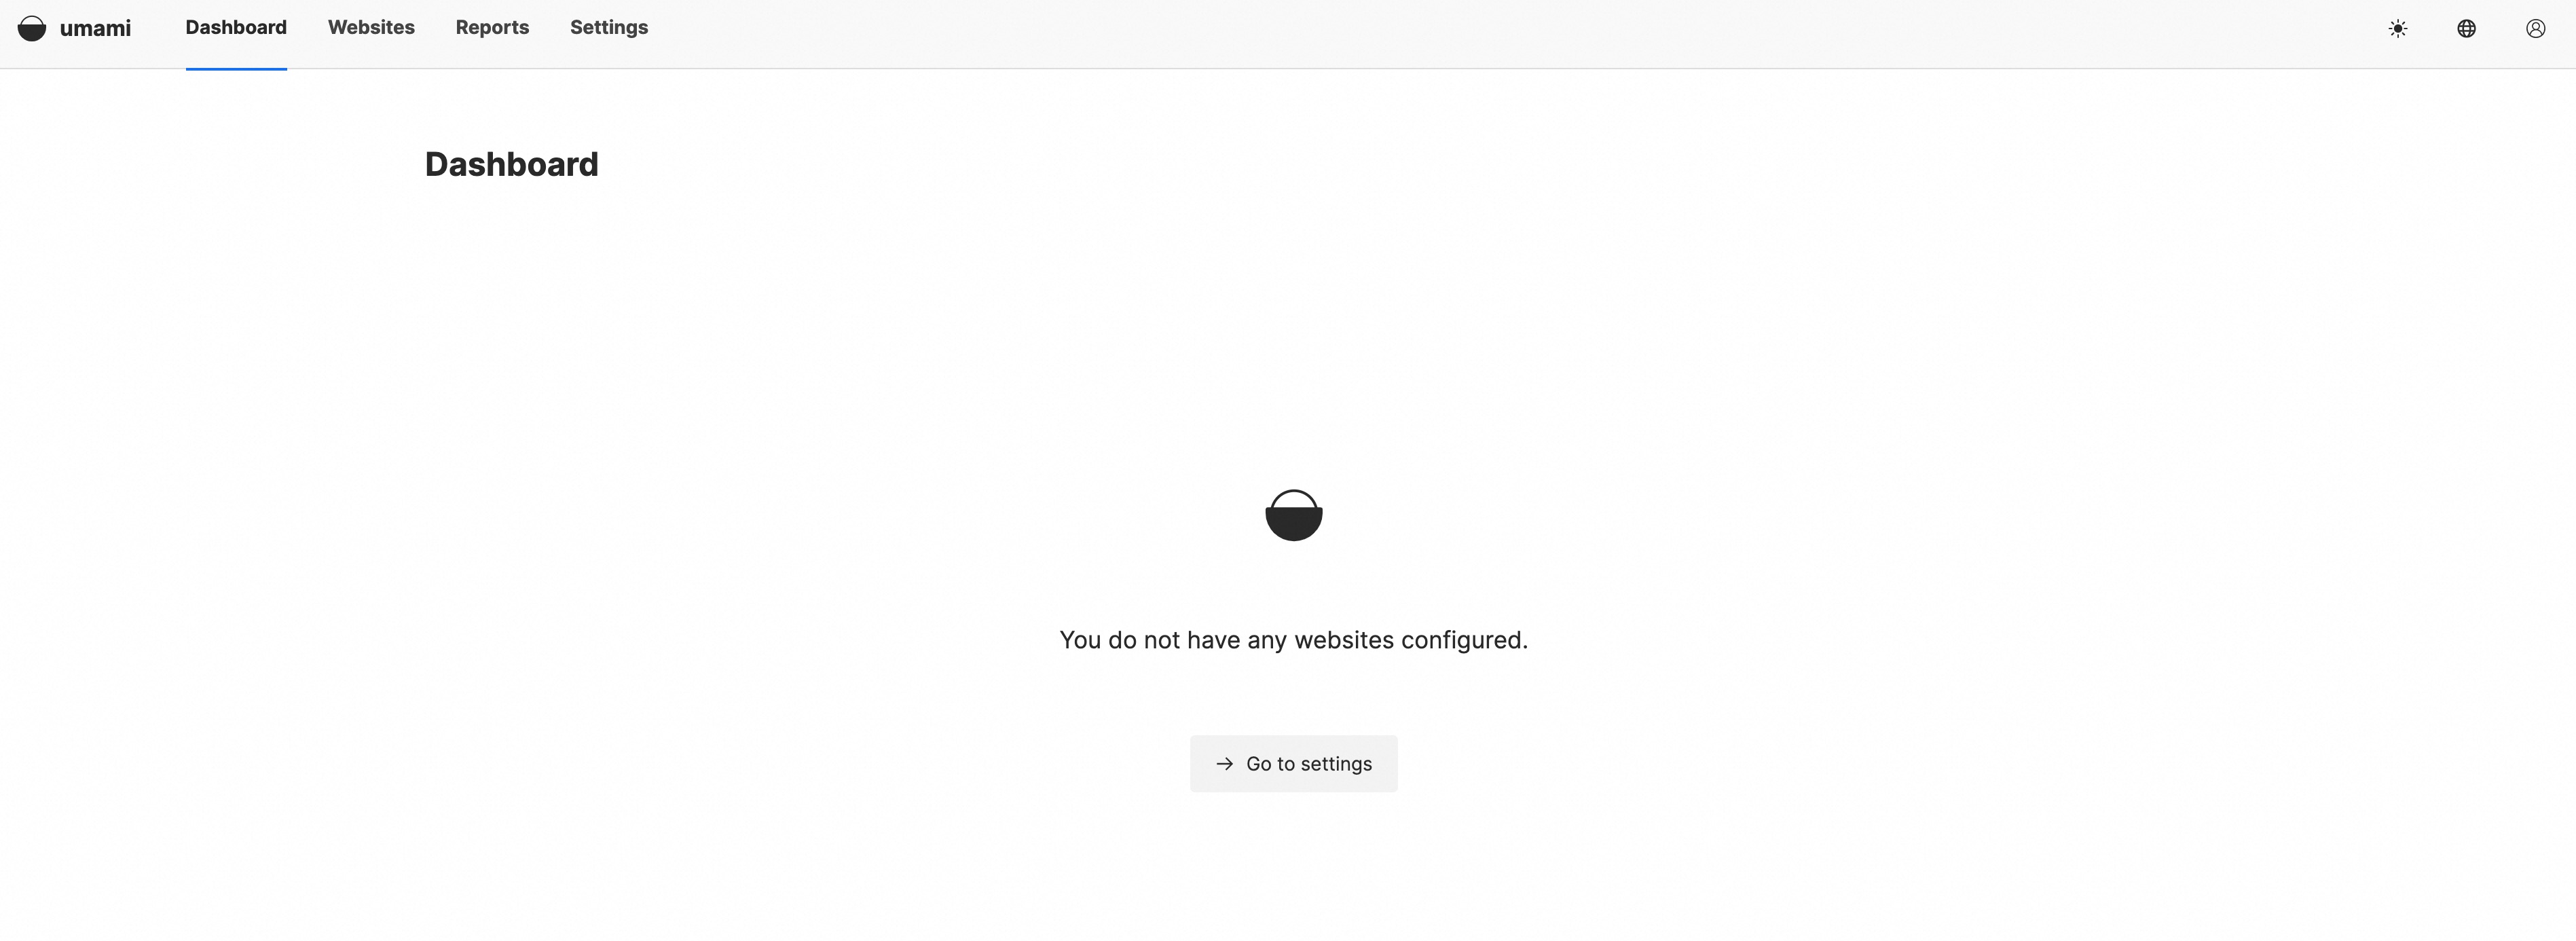 umami Dashboard Websites Reports Settings
Dashboard
You do not have any websites configured.
Go to settings